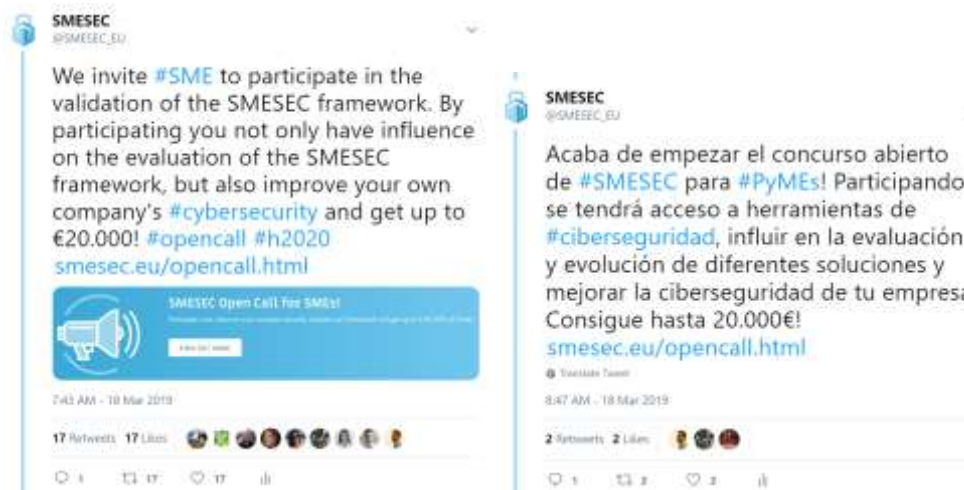 SMESEC
@SMESEC_EU
We invite #SME to participate in the
validation of the SMESEC framework. By
participating you not only have influence
on the evaluation of the SMESEC
framework, but also improve your own
company's #cybersecurity and get up to
€20.000! #opencall #h2020
smesec.eu/opencall.html
SMESEC Open Call for SMEs!
7:43 AM - 18 Mar 2019
17 Retweets 17 Likes
1 17 17
SMESEC
@SMESEC_EU
Acaba de empezar el concurso abierto
de #SMESEC para #PyMEs! Participando
se tendrá acceso a herramientas de
#ciberseguridad, influir en la evaluación
y evolución de diferentes soluciones y
mejorar la ciberseguridad de tu empresa
Consigue hasta 20.000€!
smesec.eu/opencall.html
Translate Tweet
8:47 AM - 18 Mar 2019
2 Retweets 2 Likes
1 2 2